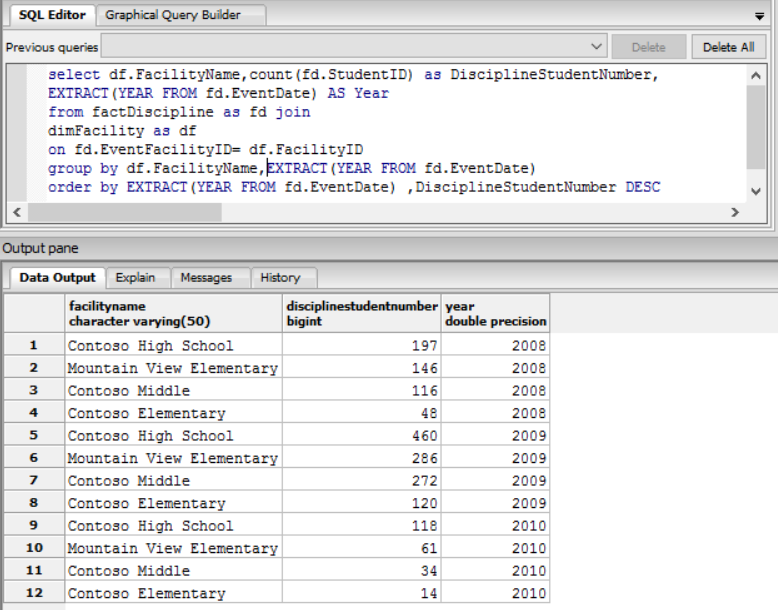 SQL Editor Graphical Query Builder
Previous queries Delete Delete All
select df.FacilityName,count(fd.StudentID) as DisciplineStudentNumber,
EXTRACT(YEAR FROM fd.EventDate) AS Year
from factDiscipline as fd join
dimFacility as df
on fd.EventFacilityID= df.FacilityID
group by df.FacilityName,EXTRACT(YEAR FROM fd.EventDate)
order by EXTRACT(YEAR FROM fd.EventDate) ,DisciplineStudentNumber DESC
Output pane
Data Output Explain Messages History
facilityname disciplinestudentnumber year
character varying(50) bigint double precision
1 Contoso High School 197 2008
2 Mountain View Elementary 146 2008
3 Contoso Middle 116 2008
4 Contoso Elementary 48 2008
5 Contoso High School 460 2009
6 Mountain View Elementary 286 2009
7 Contoso Middle 272 2009
8 Contoso Elementary 120 2009
9 Contoso High School 118 2010
10 Mountain View Elementary 61 2010
11 Contoso Middle 34 2010
12 Contoso Elementary 14 2010